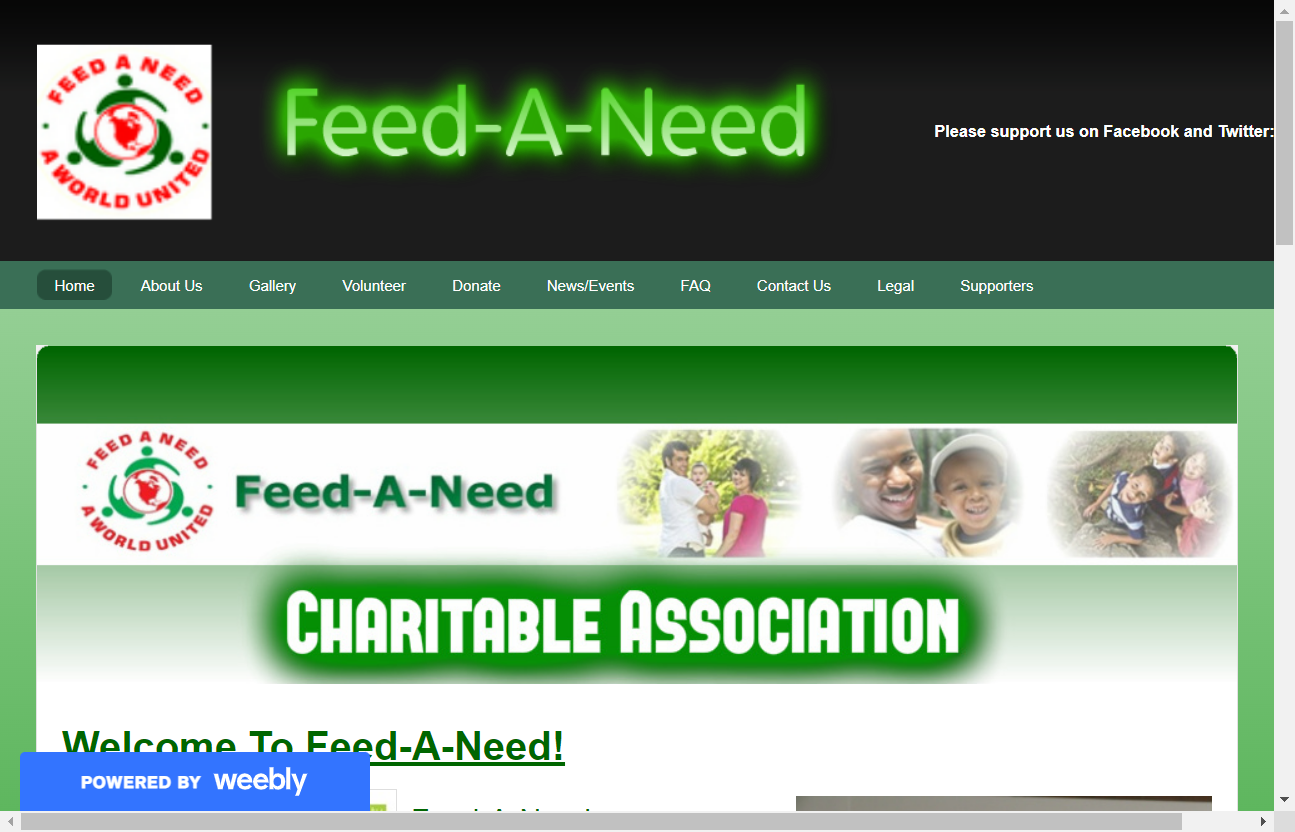 FEED A NEED
A WORLD UNITED
Feed-A-Need
Please support us on Facebook and Twitter:
Home
About Us
Gallery
Volunteer
Donate
News/Events
FAQ
Contact Us
Legal
Supporters
FEED A NEED
A WORLD UNITED
Feed-A-Need
CHARITABLE ASSOCIATION
Welcome To Feed-A-Need!
POWERED BY weebly